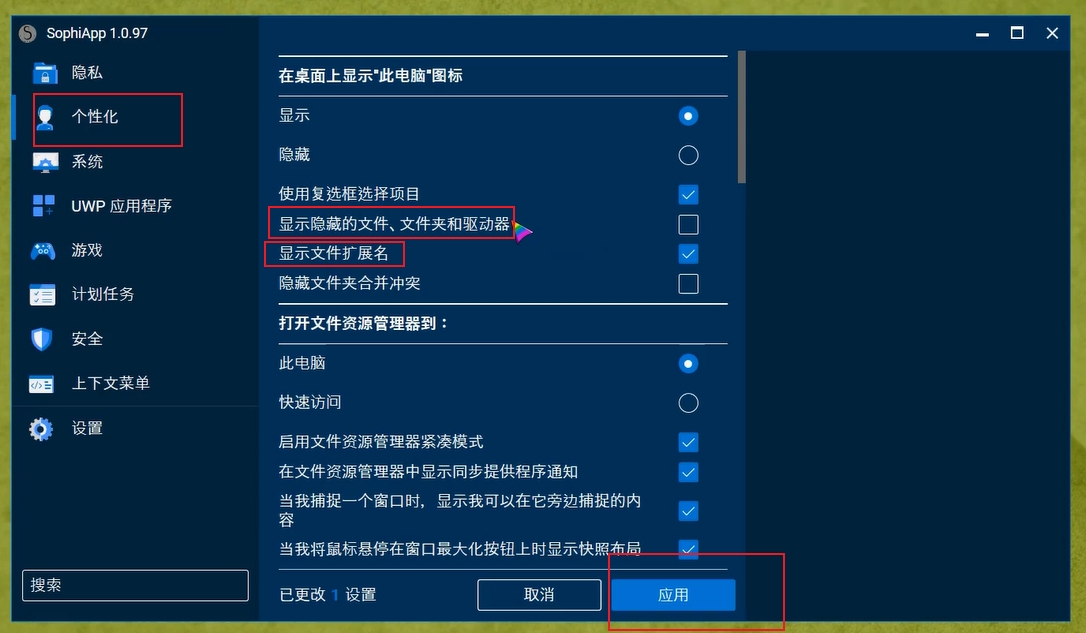 SophiApp 1.0.97
隐私
个性化
系统
UWP 应用程序
游戏
计划任务
安全
上下文菜单
设置
搜索
在桌面上显示"此电脑"图标
显示
隐藏
使用复选框选择项目
显示隐藏的文件、文件夹和驱动器
显示文件扩展名
隐藏文件夹合并冲突
打开文件资源管理器到：
此电脑
快速访问
启用文件资源管理器紧凑模式
在文件资源管理器中显示同步提供程序通知
当我捕捉一个窗口时，显示我可以在它旁边捕捉的内
容
当我将鼠标悬停在窗口最大化按钮上时显示快照布局
已更改 1 设置
取消
应用